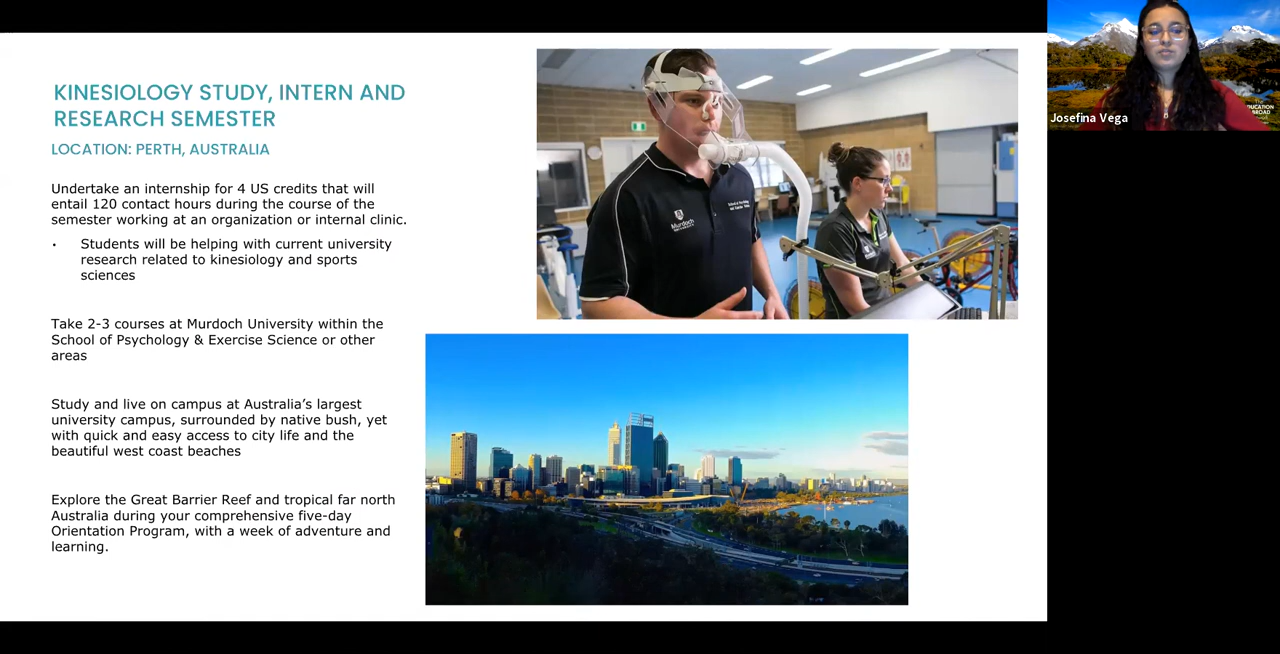 KINESIOLOGY STUDY, INTERN AND
RESEARCH SEMESTER
LOCATION: PERTH, AUSTRALIA
Undertake an internship for 4 US credits that will
entail 120 contact hours during the course of the
semester working at an organization or internal clinic.
• Students will be helping with current university
research related to kinesiology and sports
sciences
Take 2-3 courses at Murdoch University within the
School of Psychology & Exercise Science or other
areas
Study and live on campus at Australia’s largest
university campus, surrounded by native bush, yet
with quick and easy access to city life and the
beautiful west coast beaches
Explore the Great Barrier Reef and tropical far north
Australia during your comprehensive five-day
Orientation Program, with a week of adventure and
learning.
Murdoch
UNIVERSITY
Josefina Vega